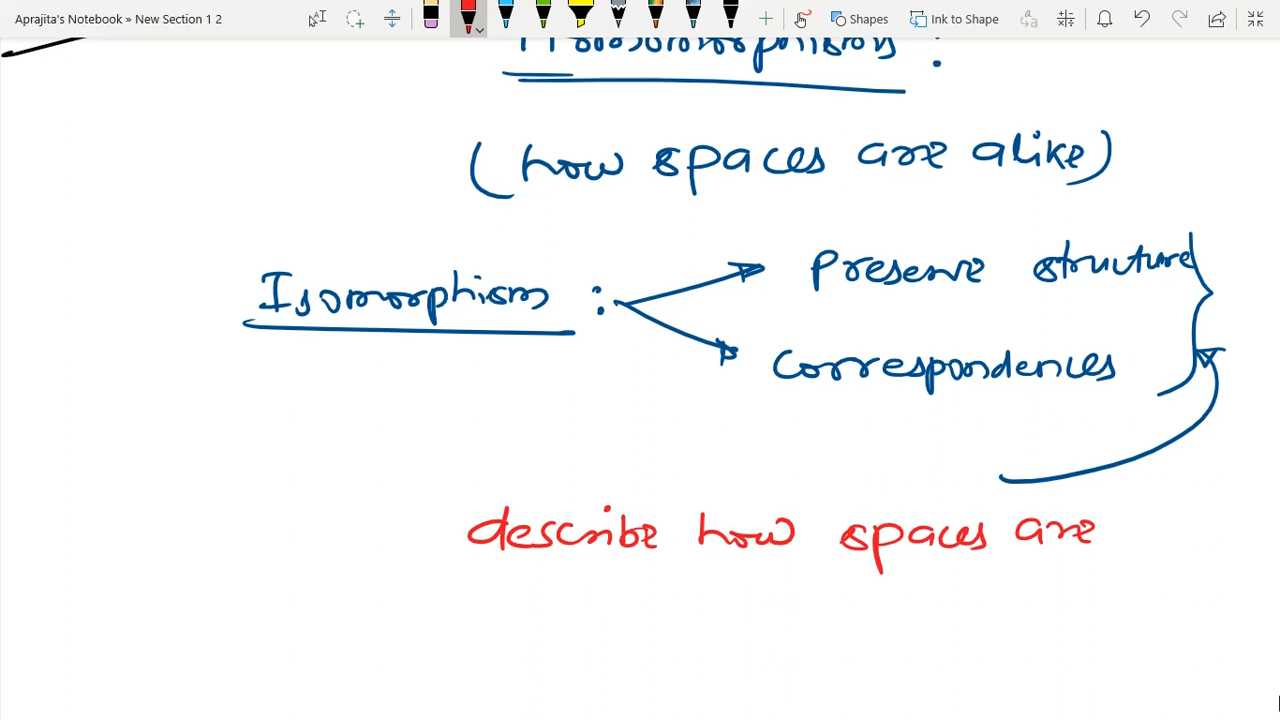 Aprajita's Notebook » New Section 1 2
Shapes
Ink to Shape
(how spaces are alike)
Isomorphism :
Preserve structure
Correspondences
describe how spaces are